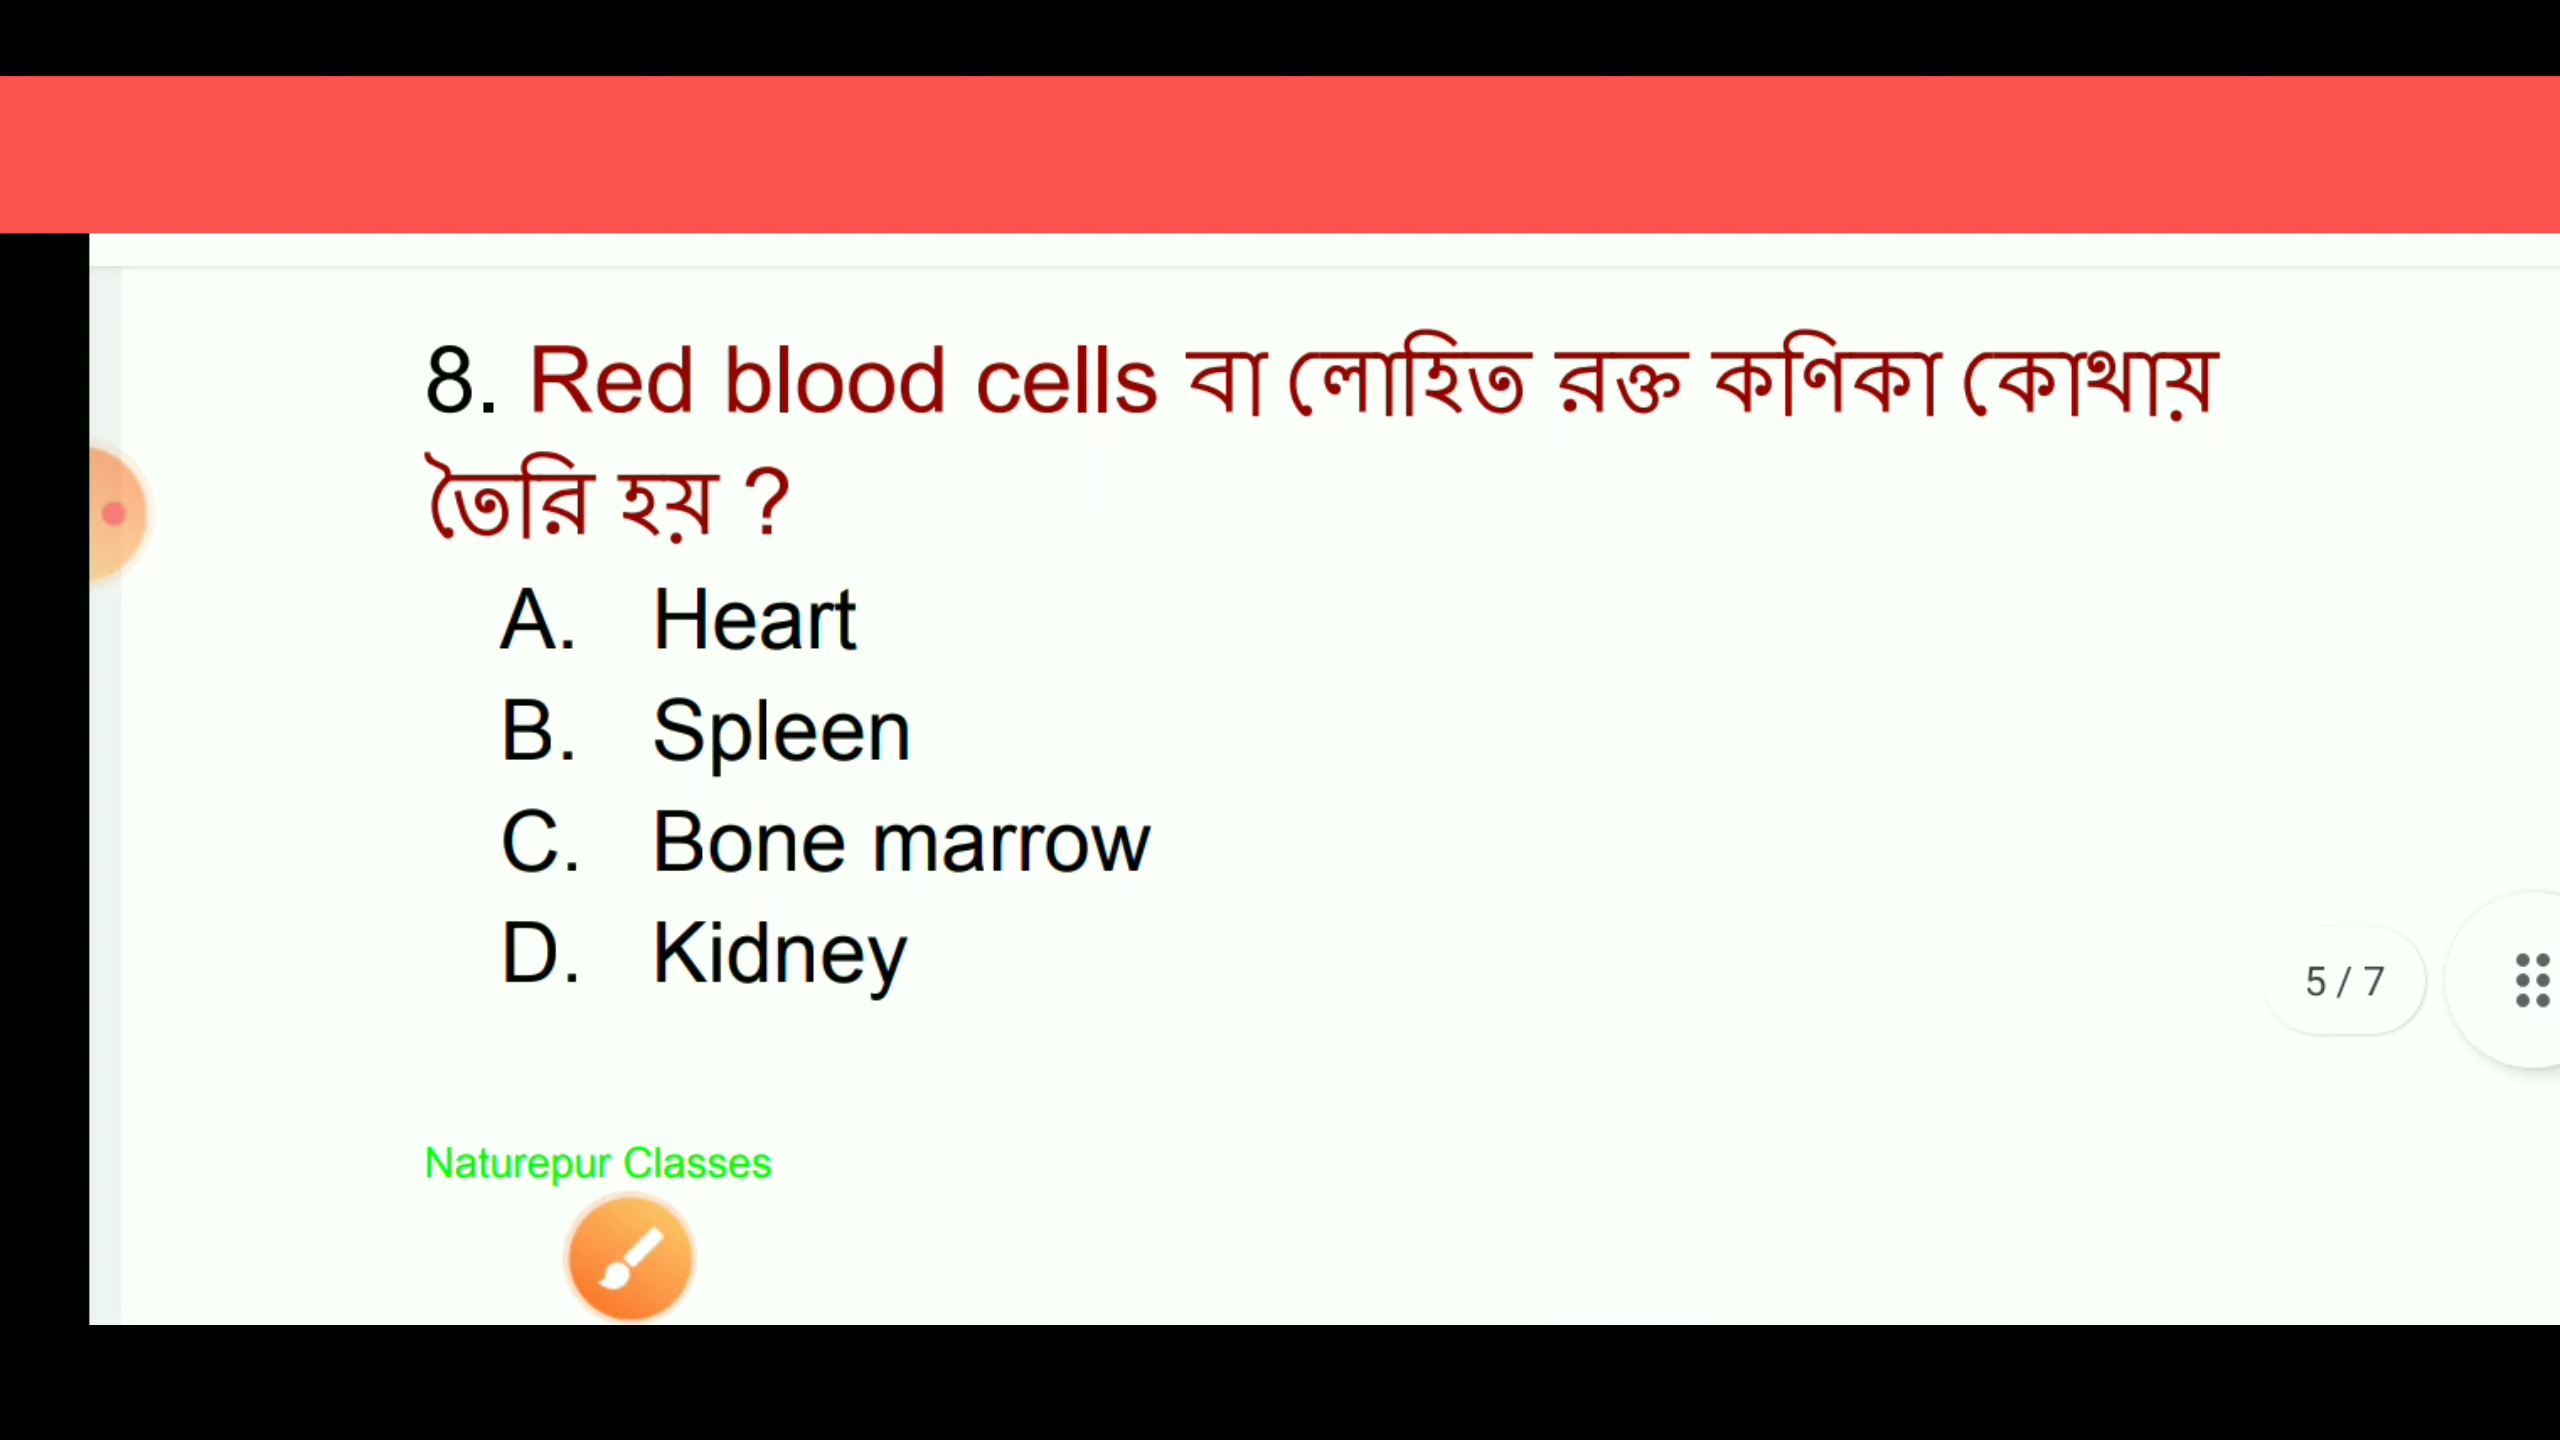 8. Red blood cells বা লোহিত রক্ত কণিকা কোথায়
তৈরি হয় ?
A. Heart
B. Spleen
C. Bone marrow
D. Kidney
5 / 7
Naturepur Classes